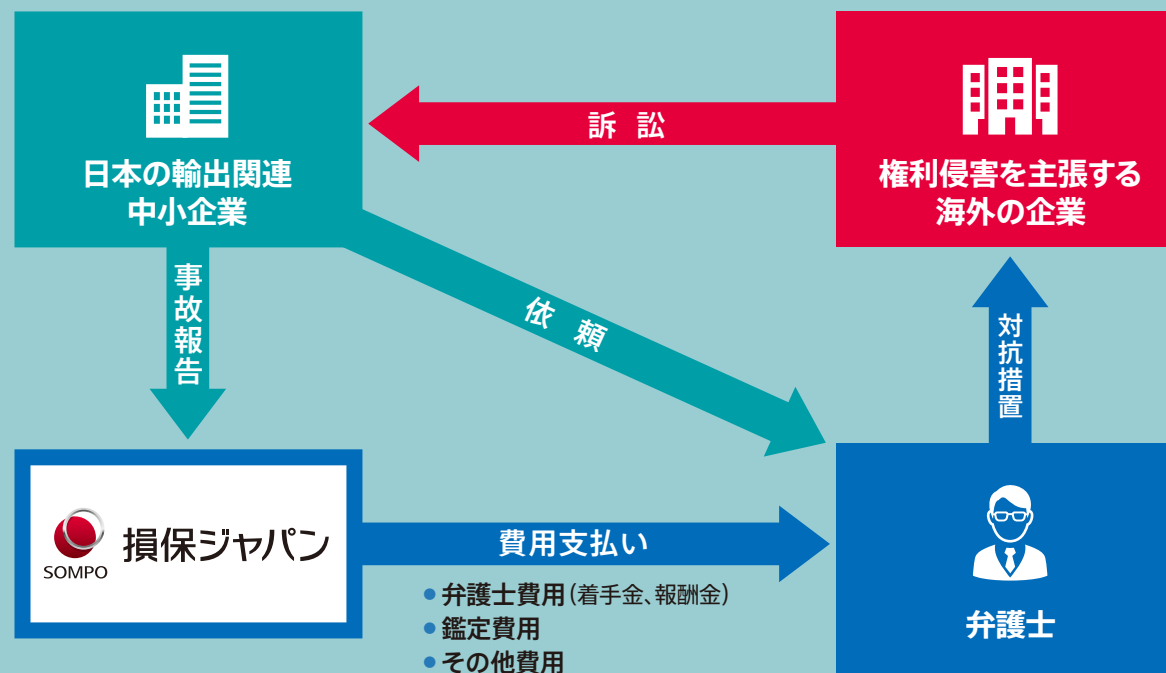 日本の輸出関連
中小企業
訴訟
権利侵害を主張する
海外の企業
事故報告
依頼
対抗措置
SOMPO
損保ジャパン
費用支払い
●弁護士費用(着手金、報酬金)
●鑑定費用
●その他費用
弁護士